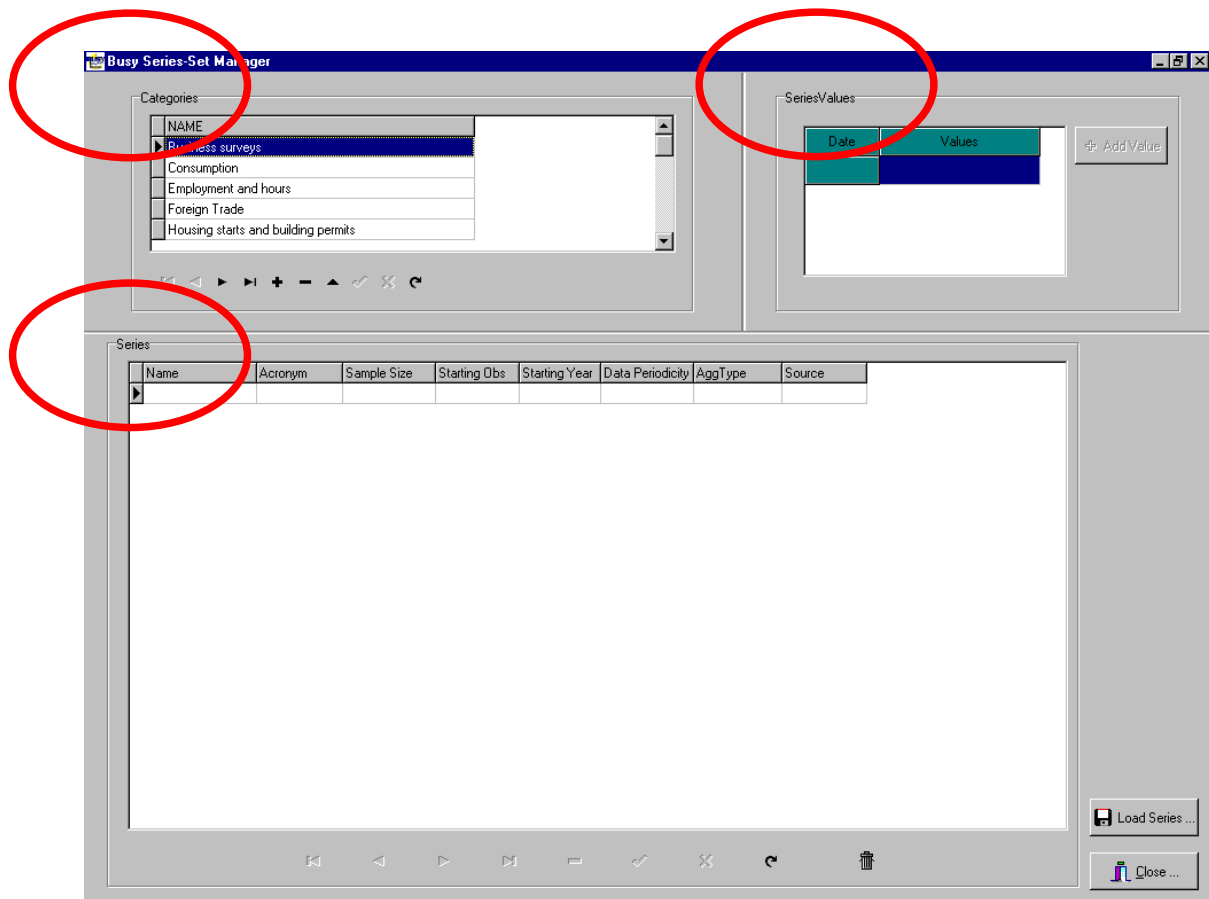 Busy Series-Set Manager
Categories
NAME
Business surveys
Consumption
Employment and hours
Foreign Trade
Housing starts and building permits
SeriesValues
Date Values
Add Value
Series
Name Acronym Sample Size Starting Obs Starting Year Data Periodicity AggType Source
Load Series ...
Close ...